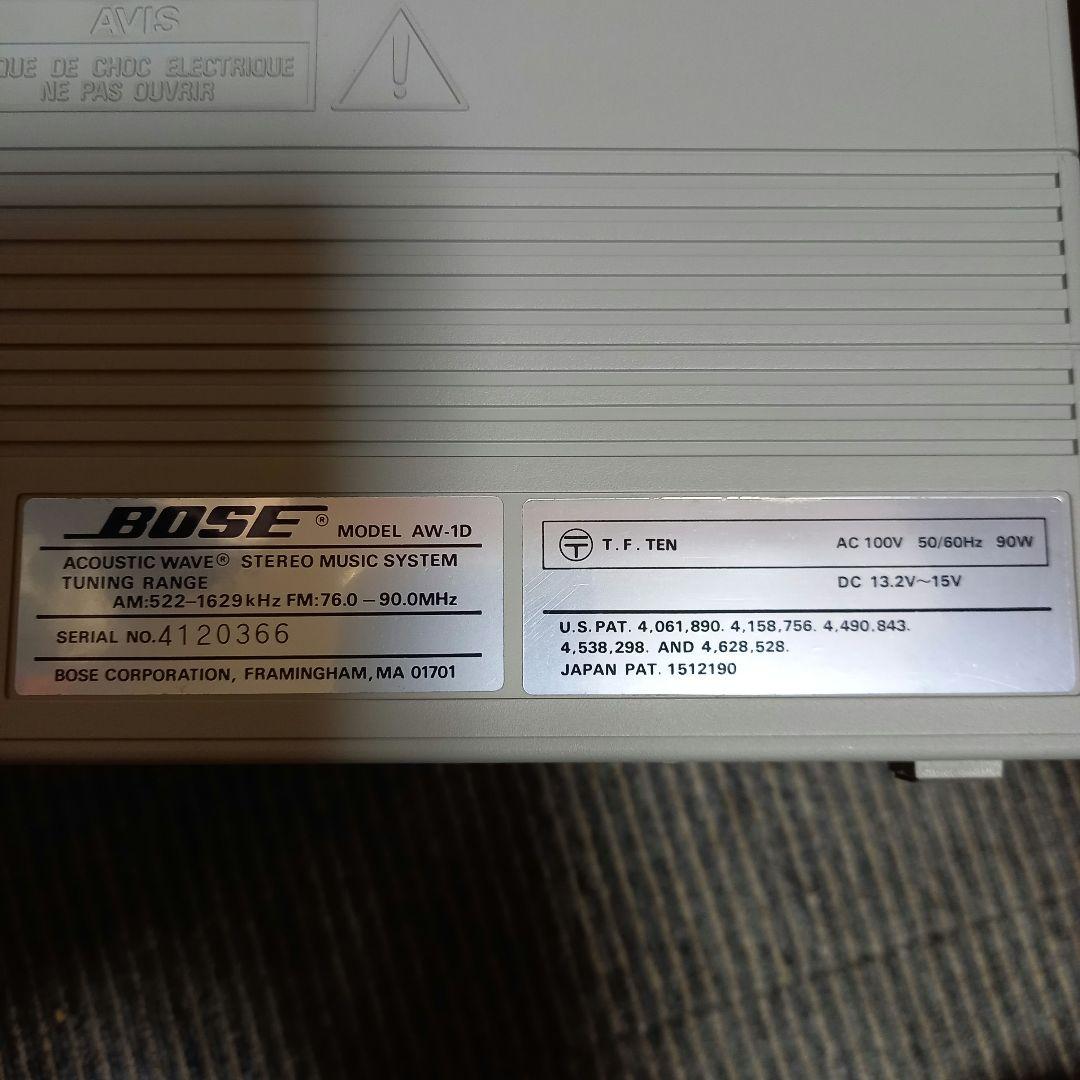 AVIS
QUE DE CHOC ELECTRIQUE
NE PAS OUVRIR
!
BOSE® MODEL AW-1D
ACOUSTIC WAVE® STEREO MUSIC SYSTEM
TUNING RANGE
AM:522–1629kHz FM:76.0 – 90.0MHz
SERIAL NO.4120366
BOSE CORPORATION, FRAMINGHAM, MA 01701
T. F. TEN AC 100V 50/60Hz 90W
DC 13.2V~15V
U.S. PAT. 4,061,890. 4,158,756. 4,490.843.
4,538,298. AND 4,628,528.
JAPAN PAT. 1512190